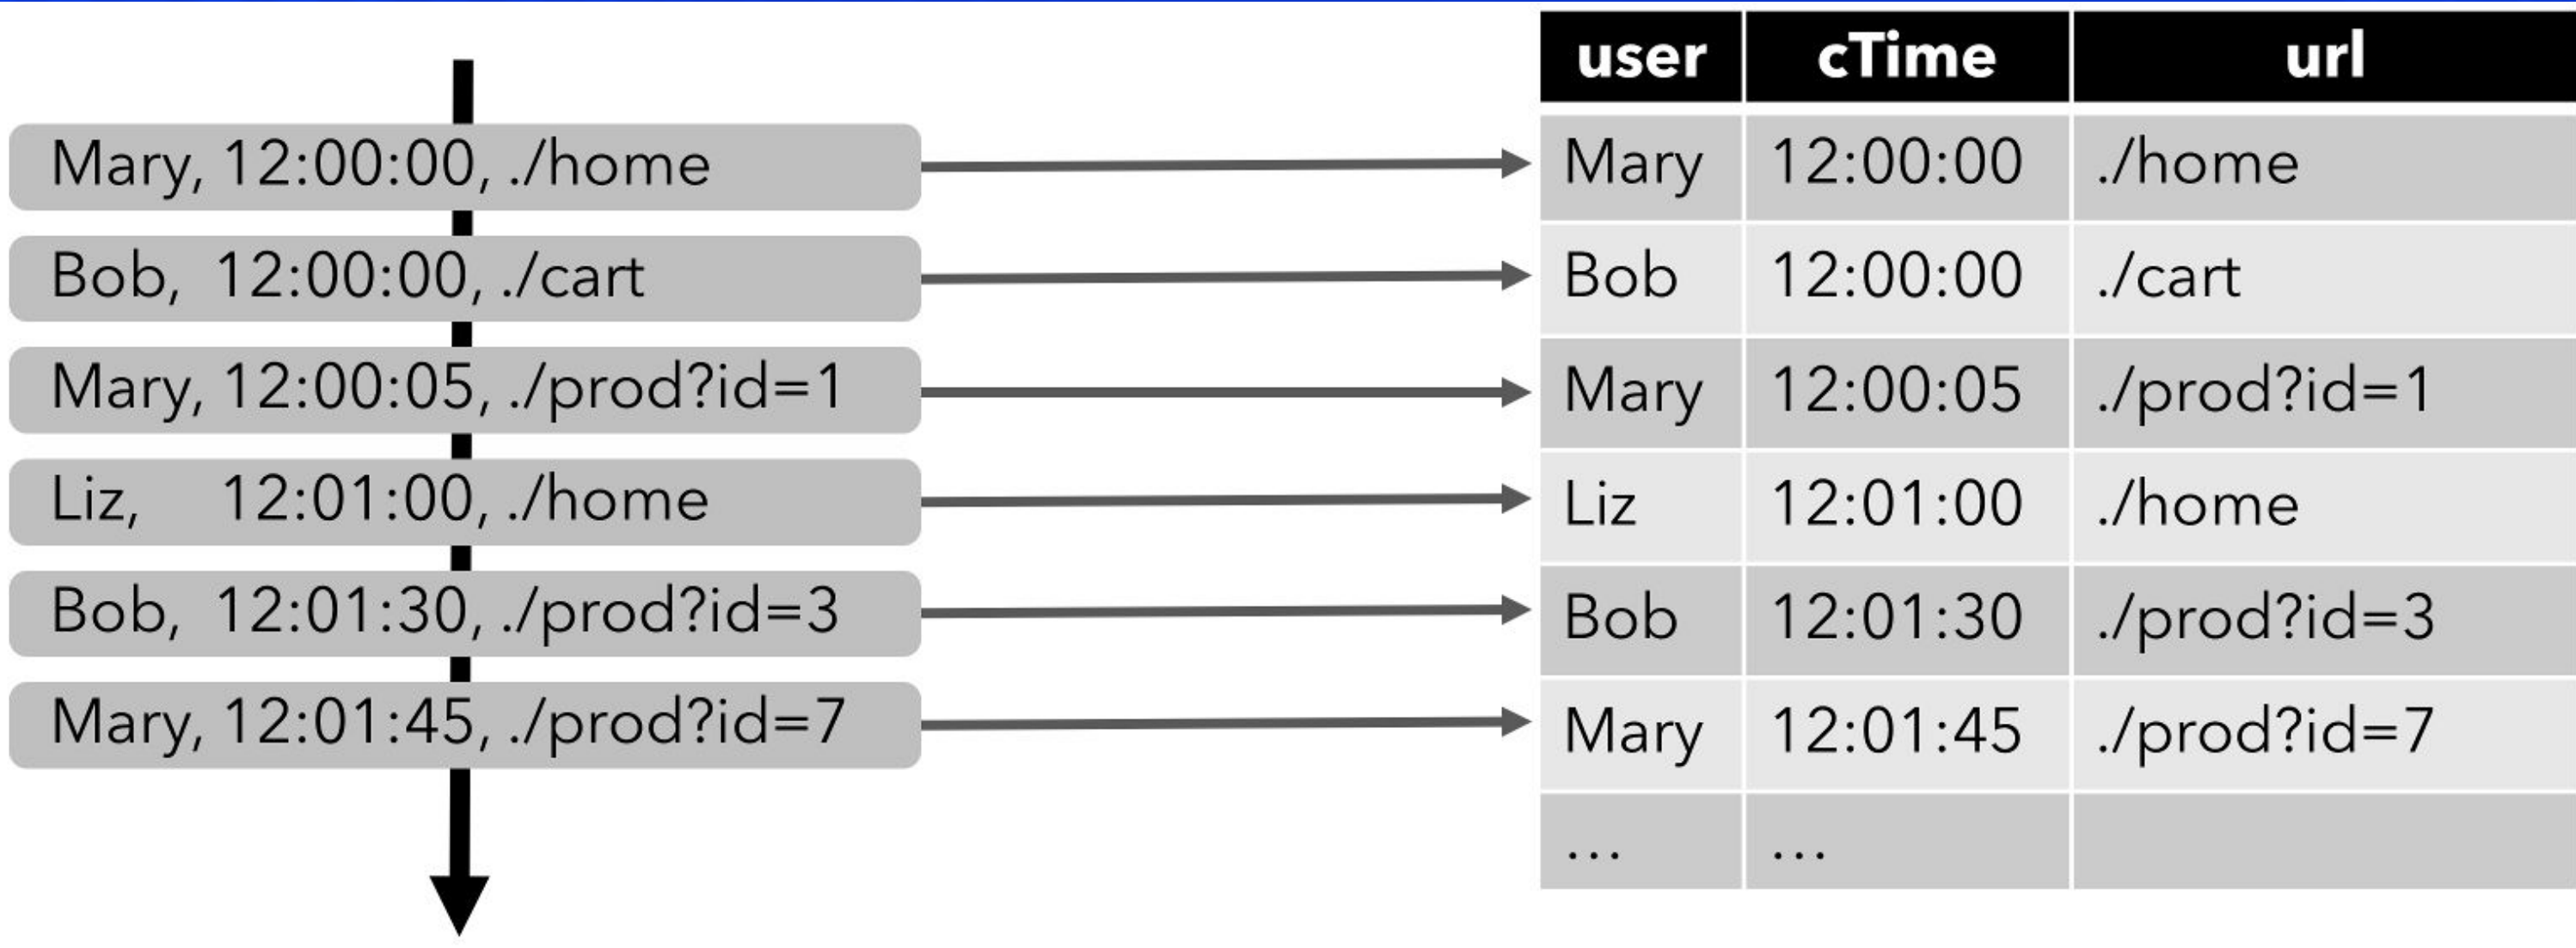 Mary, 12:00:00, ./home
Bob, 12:00:00, ./cart
Mary, 12:00:05, ./prod?id=1
Liz, 12:01:00, ./home
Bob, 12:01:30, ./prod?id=3
Mary, 12:01:45, ./prod?id=7
user cTime url
Mary 12:00:00 ./home
Bob 12:00:00 ./cart
Mary 12:00:05 ./prod?id=1
Liz 12:01:00 ./home
Bob 12:01:30 ./prod?id=3
Mary 12:01:45 ./prod?id=7
... ...